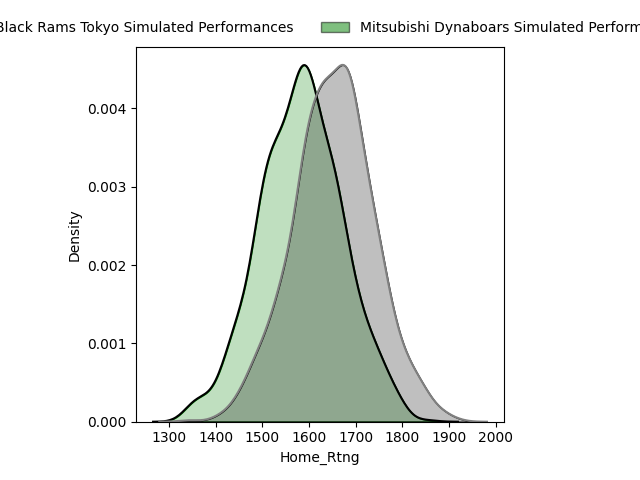 Black Rams Tokyo Simulated Performances Mitsubishi Dynaboars Simulated Perform
0.004
0.003
0.002
0.001
0.000
Density
1300 1400 1500 1600 1700 1800 1900 2000
Home_Rtng